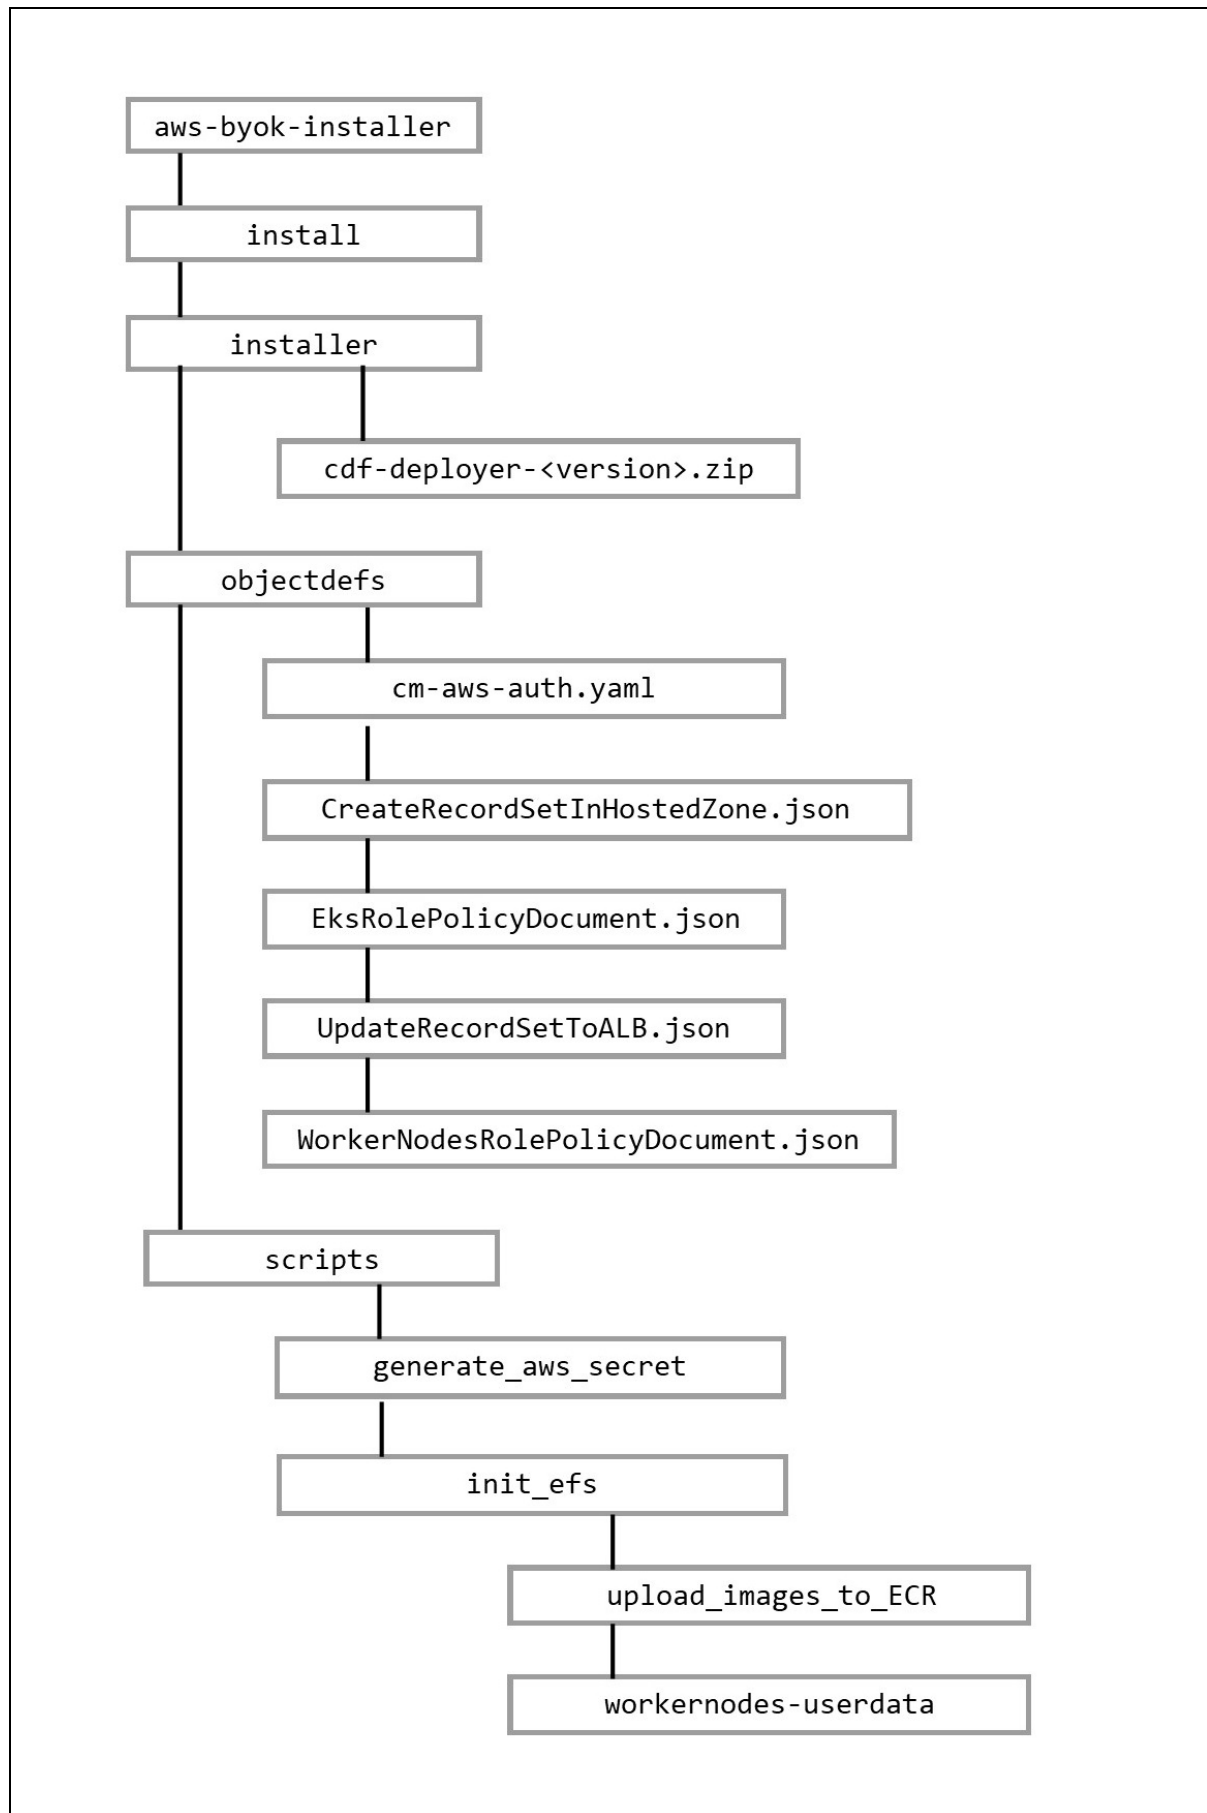 aws-byok-installer
install
installer
cdf-deployer-<version>.zip
objectdefs
cm-aws-auth.yaml
CreateRecordSetInHostedZone.json
EksRolePolicyDocument.json
UpdateRecordSetToALB.json
WorkerNodesRolePolicyDocument.json
scripts
generate_aws_secret
init_efs
upload_images_to_ECR
workernodes-userdata